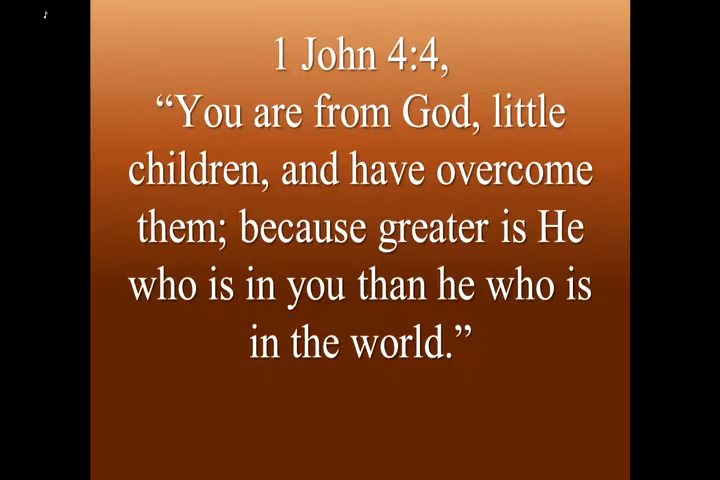 1 John 4:4,
“You are from God, little
children, and have overcome
them; because greater is He
who is in you than he who is
in the world.”